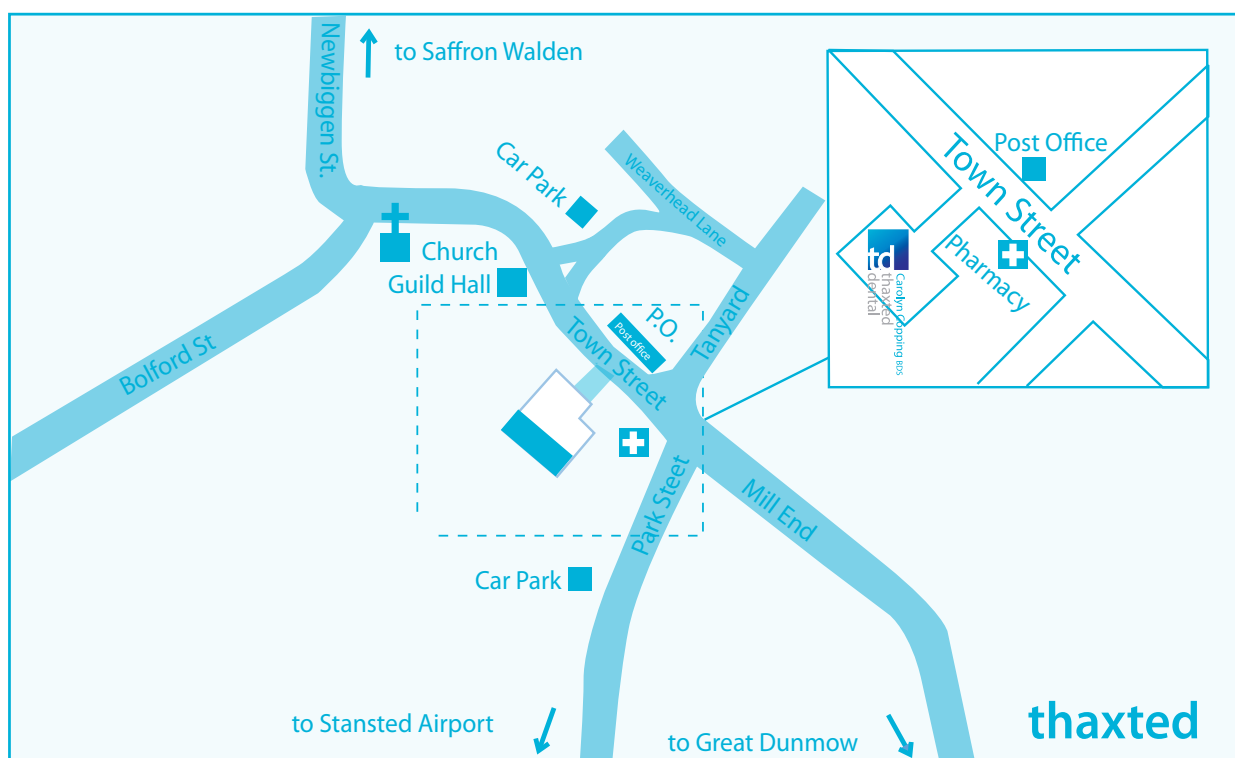 Newbiggen St.
to Saffron Walden
Car Park
Weaverhead Lane
Church
Guild Hall
Bolford St
Town Street
P.O.
Post office
Tanyard
Park Steet
Mill End
Car Park
to Stansted Airport
to Great Dunmow
thaxted
Post Office
Town Street
Pharmacy
td
thaxted
dental
Carolyn Copping BDS